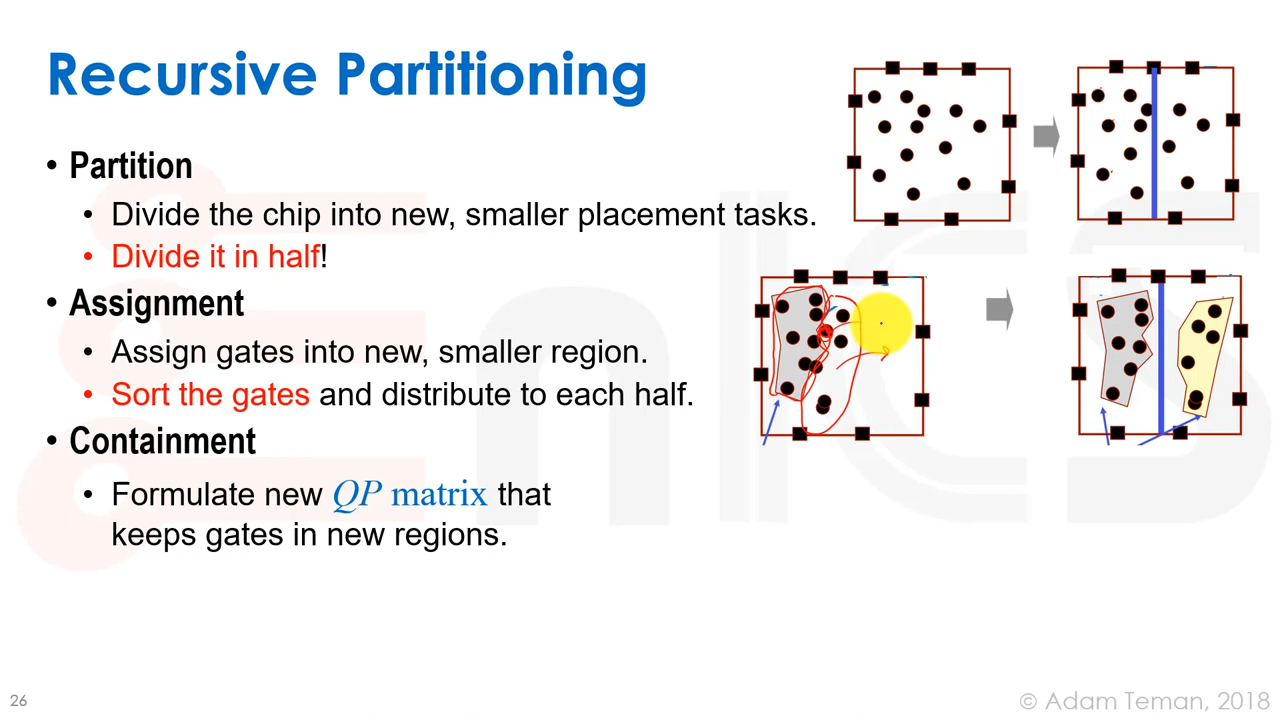 Recursive Partitioning
• Partition
• Divide the chip into new, smaller placement tasks.
• Divide it in half!
• Assignment
• Assign gates into new, smaller region.
• Sort the gates and distribute to each half.
• Containment
• Formulate new QP matrix that
keeps gates in new regions.
26
© Adam Teman, 2018